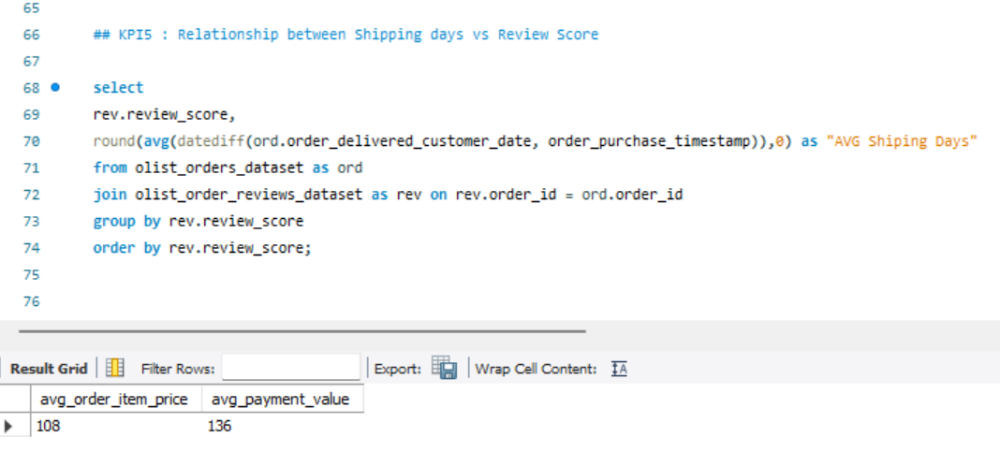 65
66 ## KPI5 : Relationship between Shipping days vs Review Score
67
68 select
69 rev.review_score,
70 round(avg(datediff(ord.order_delivered_customer_date, order_purchase_timestamp)),0) as "AVG Shiping Days"
71 from olist_orders_dataset as ord
72 join olist_order_reviews_dataset as rev on rev.order_id = ord.order_id
73 group by rev.review_score
74 order by rev.review_score;
75
76
Result Grid Filter Rows: Export: Wrap Cell Content: IA
avg_order_item_price avg_payment_value
108 136